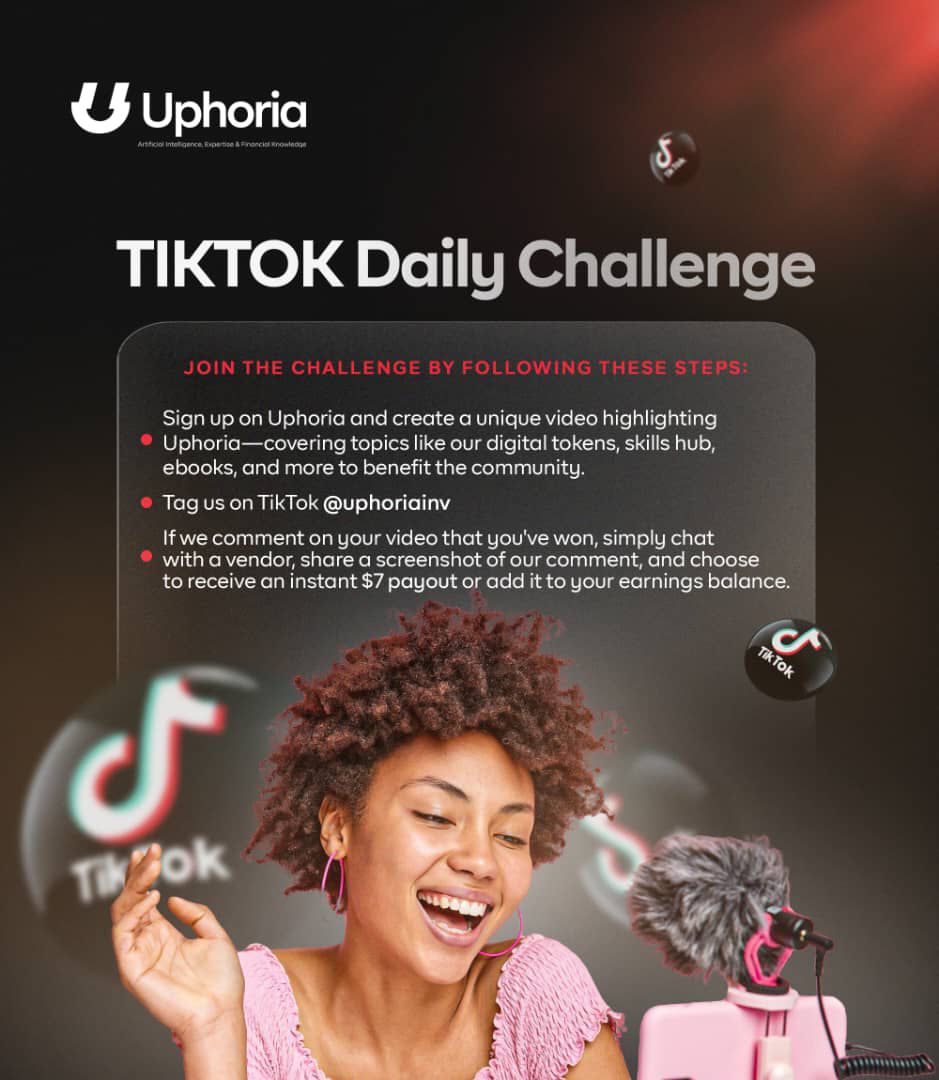 Uphoria
Artificial Intelligence, Expertise & Financial Knowledge
TikTok
TIKTOK Daily Challenge
JOIN THE CHALLENGE BY FOLLOWING THESE STEPS:
Sign up on Uphoria and create a unique video highlighting
Uphoria—covering topics like our digital tokens, skills hub,
ebooks, and more to benefit the community.
Tag us on TikTok @uphoriainv
If we comment on your video that you've won, simply chat
with a vendor, share a screenshot of our comment, and choose
to receive an instant $7 payout or add it to your earnings balance.
TikTok
TikTok